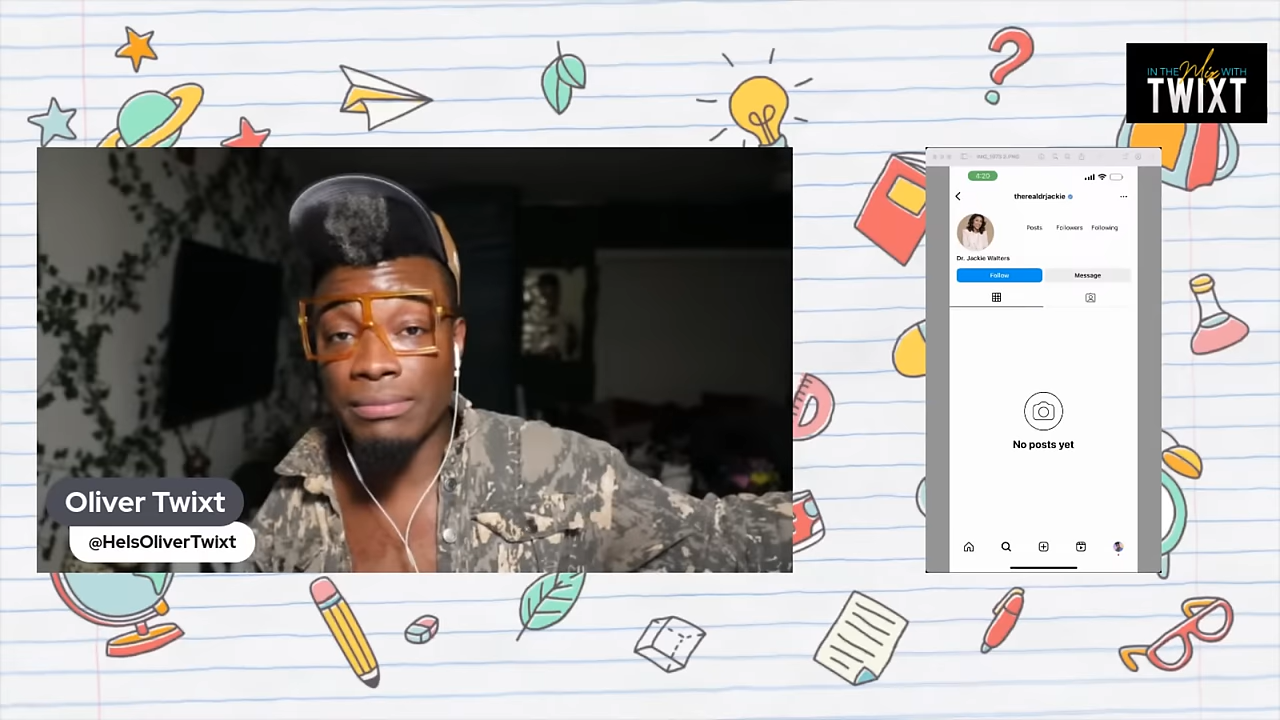 IN THE Mix WITH
TWIXT
4:20
therealdrjackie
Posts Followers Following
Dr. Jackie Walters
Follow Message
No posts yet
Oliver Twixt
@HeIsOliverTwixt